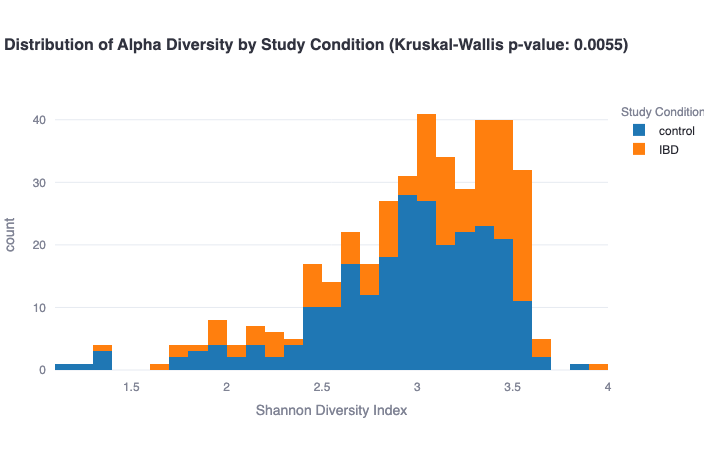 Distribution of Alpha Diversity by Study Condition (Kruskal-Wallis p-value: 0.0055)
Study Condition
control
IBD
40
30
20
10
0
count
1.5 2 2.5 3 3.5 4
Shannon Diversity Index